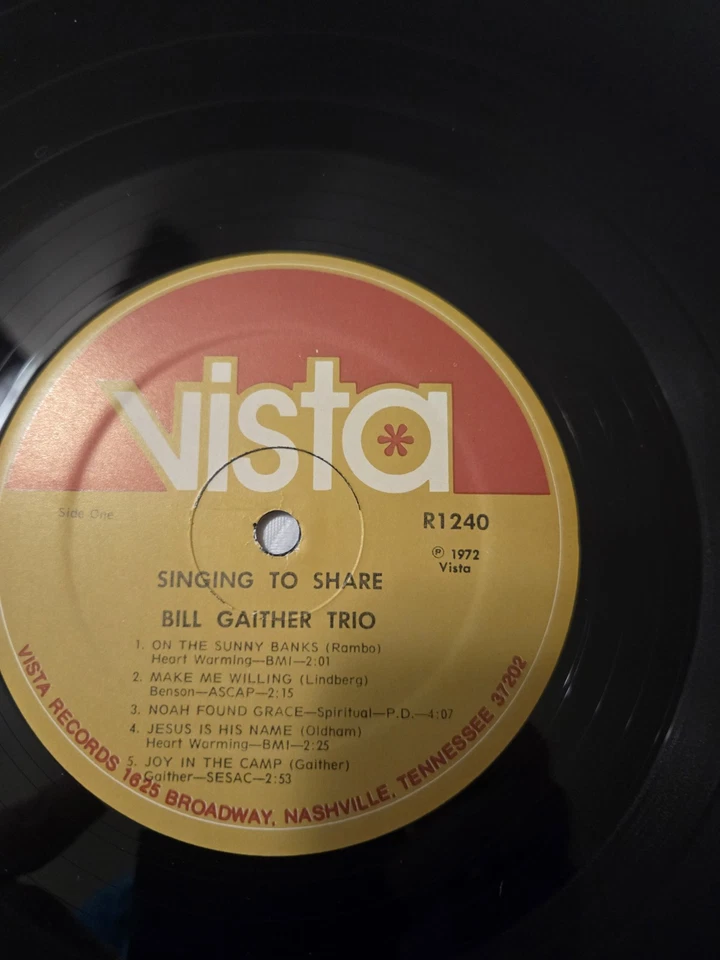 vista*
Side One
R1240
℗ 1972
Vista
SINGING TO SHARE
BILL GAITHER TRIO
1. ON THE SUNNY BANKS (Rambo)
Heart Warming—BMI—2:01
2. MAKE ME WILLING (Lindberg)
Benson—ASCAP—2:15
3. NOAH FOUND GRACE—Spiritual—P.D.—4:07
4. JESUS IS HIS NAME (Oldham)
Heart Warming—BMI—2:25
5. JOY IN THE CAMP (Gaither)
Gaither—SESAC—2:53
VISTA RECORDS 1625 BROADWAY, NASHVILLE, TENNESSEE 37202